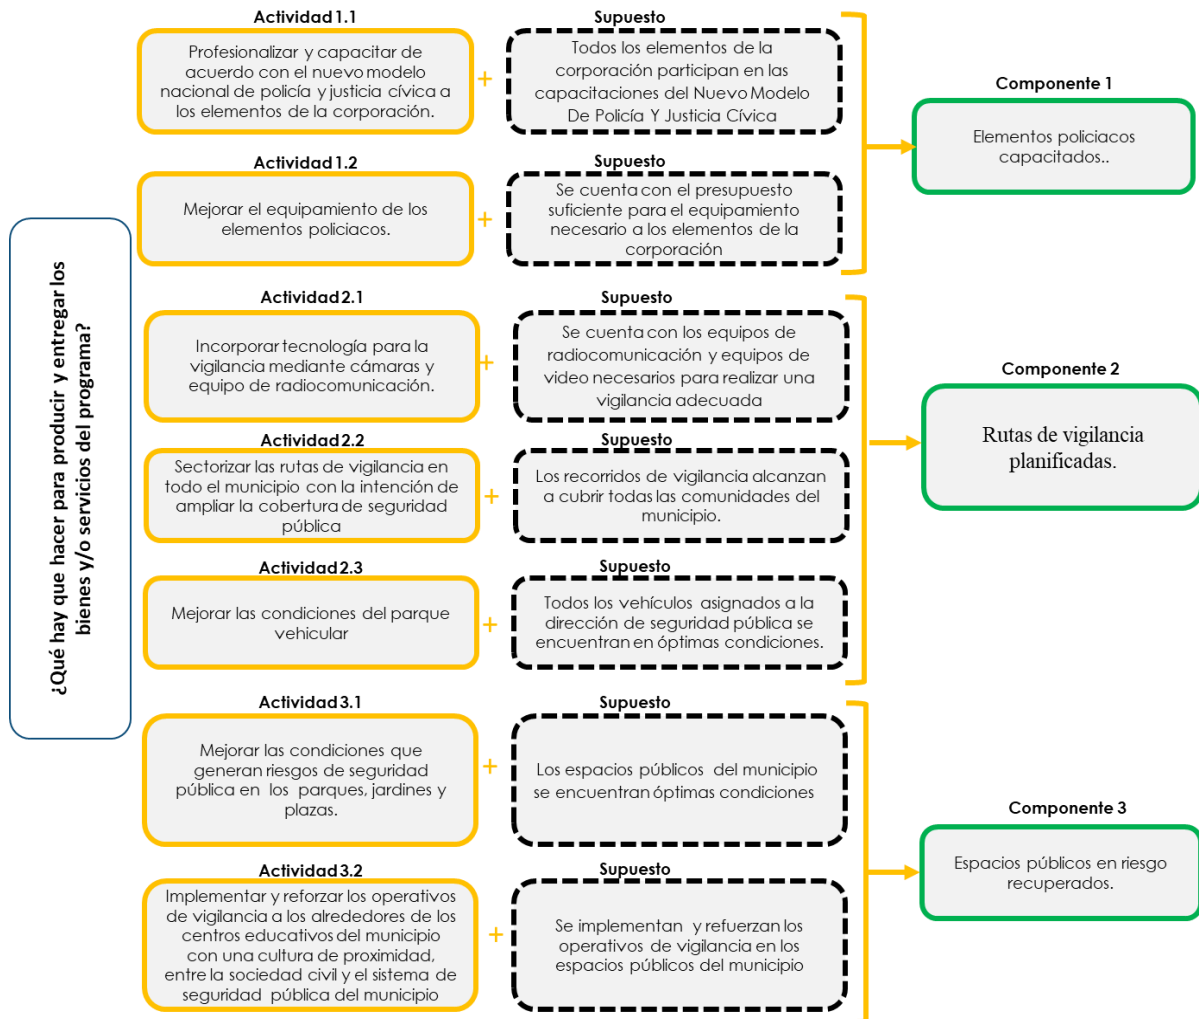 ¿Qué hay que hacer para producir y entregar los
bienes y/o servicios del programa?
Actividad 1.1
Profesionalizar y capacitar de
acuerdo con el nuevo modelo
nacional de policía y justicia cívica a
los elementos de la corporación.
+
Supuesto
Todos los elementos de la
corporación participan en las
capacitaciones del Nuevo Modelo
De Policía Y Justicia Cívica
Actividad 1.2
Mejorar el equipamiento de los
elementos policiacos.
+
Supuesto
Se cuenta con el presupuesto
suficiente para el equipamiento
necesario a los elementos de la
corporación
Componente 1
Elementos policiacos
capacitados..
Actividad 2.1
Incorporar tecnología para la
vigilancia mediante cámaras y
equipo de radiocomunicación.
+
Supuesto
Se cuenta con los equipos de
radiocomunicación y equipos de
video necesarios para realizar una
vigilancia adecuada
Actividad 2.2
Sectorizar las rutas de vigilancia en
todo el municipio con la intención de
ampliar la cobertura de seguridad
pública
+
Supuesto
Los recorridos de vigilancia alcanzan
a cubrir todas las comunidades del
municipio.
Actividad 2.3
Mejorar las condiciones del parque
vehicular
+
Supuesto
Todos los vehículos asignados a la
dirección de seguridad pública se
encuentran en óptimas condiciones.
Componente 2
Rutas de vigilancia
planificadas.
Actividad 3.1
Mejorar las condiciones que
generan riesgos de seguridad
pública en los parques, jardines y
plazas.
+
Supuesto
Los espacios públicos del municipio
se encuentran óptimas condiciones
Actividad 3.2
Implementar y reforzar los operativos
de vigilancia a los alrededores de los
centros educativos del municipio
con una cultura de proximidad,
entre la sociedad civil y el sistema de
seguridad pública del municipio
+
Supuesto
Se implementan y refuerzan los
operativos de vigilancia en los
espacios públicos del municipio
Componente 3
Espacios públicos en riesgo
recuperados.